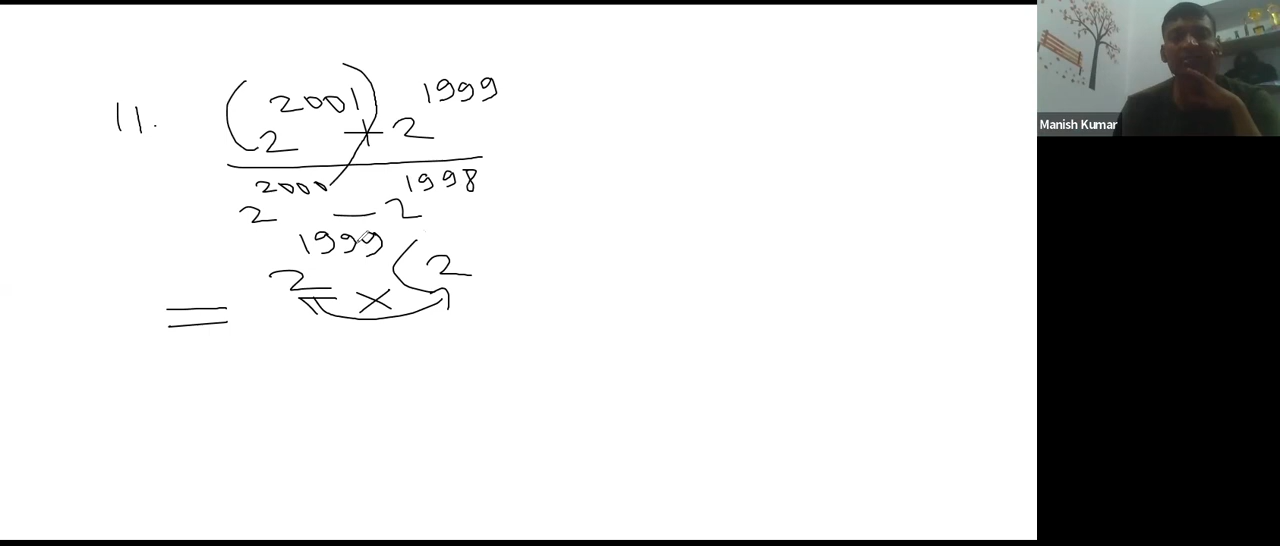 11. (2^2001) + 2^1999
2^2000 - 2^1998
= 2^1999 × (2
Manish Kumar